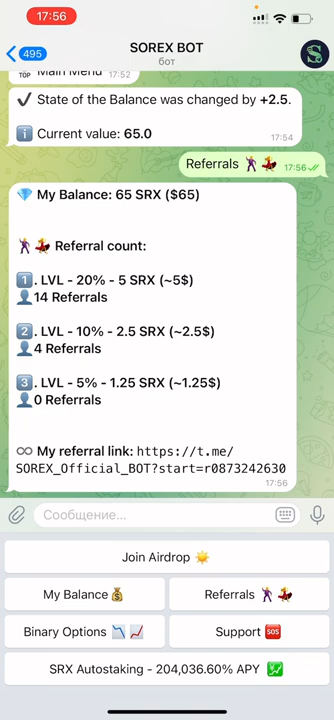 17:56
495
SOREX BOT
бот
TOP Main Menu 17:52
✔️ State of the Balance was changed by +2.5.
ℹ️ Current value: 65.0
17:54
Referrals 🕺 💃 17:56
💎 My Balance: 65 SRX ($65)
🕺 💃 Referral count:
1️⃣. LVL - 20% - 5 SRX (~5$)
👤14 Referrals
2️⃣. LVL - 10% - 2.5 SRX (~2.5$)
👤4 Referrals
3️⃣. LVL - 5% - 1.25 SRX (~1.25$)
👤0 Referrals
♾ My referral link: https://t.me/
SOREX_Official_BOT?start=r0873242630
17:56
Сообщение...
Join Airdrop ☀️
My Balance 💰
Referrals 🕺 💃
Binary Options 📉 📈
Support 🆘
SRX Autostaking - 204,036.60% APY 💹